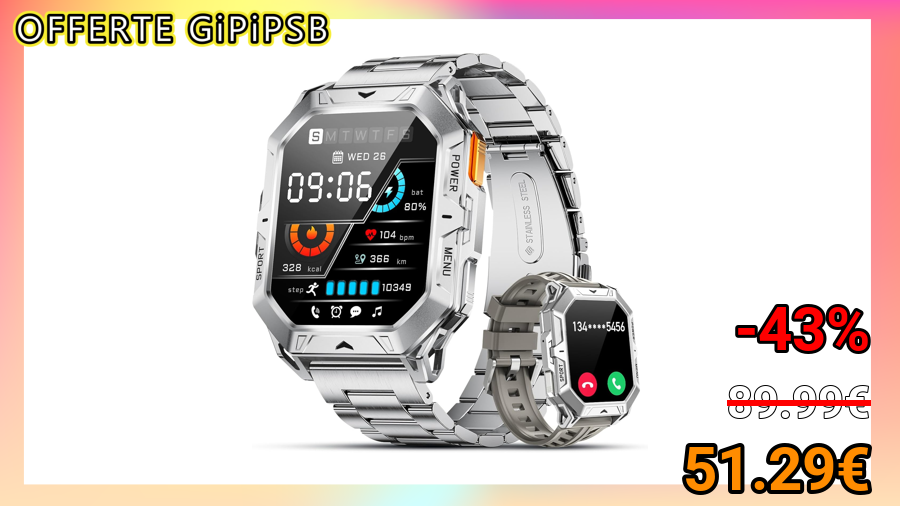 OFFERTE GiPiPSB
S M T W T F S
WED 26
09:06
bat
80%
POWER
104 bpm
366 km
328 kcal
SPORT
MENU
step 10349
STAINLESS STEEL
134****5456
SPORT
-43%
89.99€
51.29€